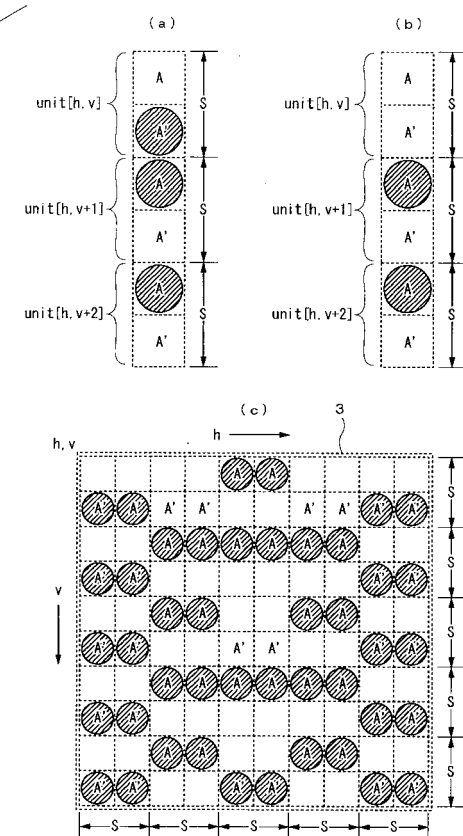 (a) (b)
A A
unit[h, v] S unit[h, v] S
A' A'
A A
unit[h, v+1] S unit[h, v+1] S
A' A'
A A
unit[h, v+2] S unit[h, v+2] S
A' A'
(c) 3
h
h, v
A A
S
A' A' A' A' A' A' A' A'
A A A A A A
S
A' A' A' A'
v
A A A A
S
A' A' A' A' A' A'
A A A A A A
S
A' A' A' A'
A A A A
S
A' A' A' A' A' A'
S S S S S